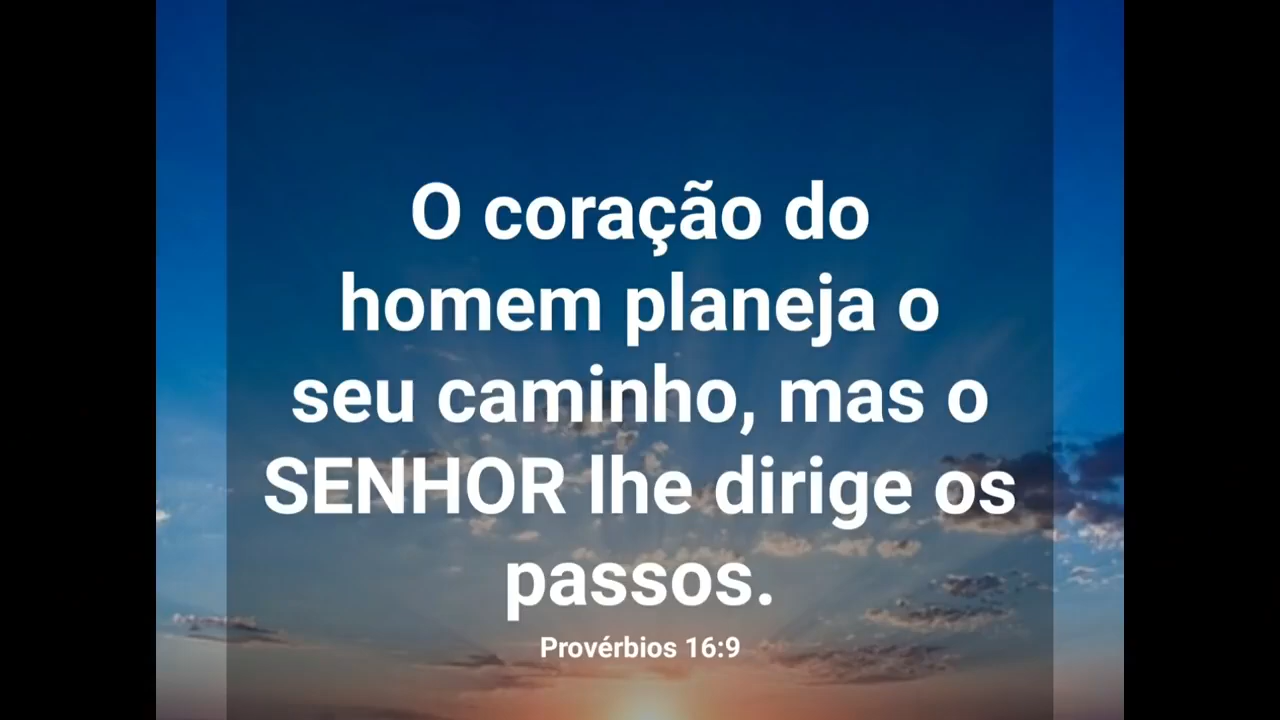 O coração do
homem planeja o
seu caminho, mas o
SENHOR lhe dirige os
passos.
Provérbios 16:9